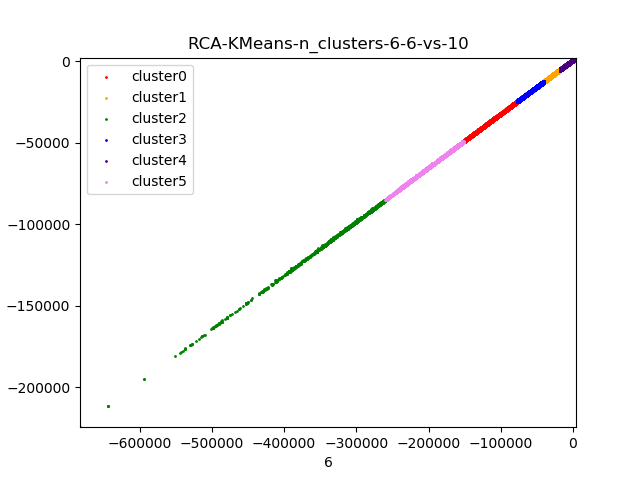 RCA-KMeans-n_clusters-6-6-vs-10
0
−50000
−100000
−150000
−200000
cluster0
cluster1
cluster2
cluster3
cluster4
cluster5
−600000 −500000 −400000 −300000 −200000 −100000 0
6